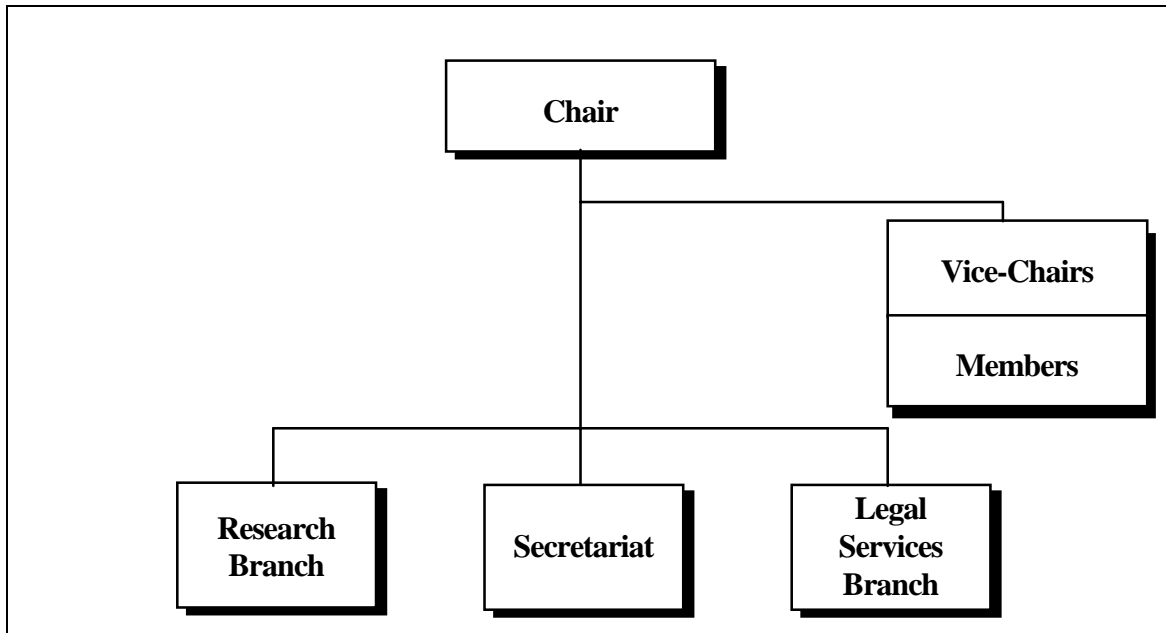 Chair
Vice-Chairs
Members
Research
Branch
Secretariat
Legal
Services
Branch